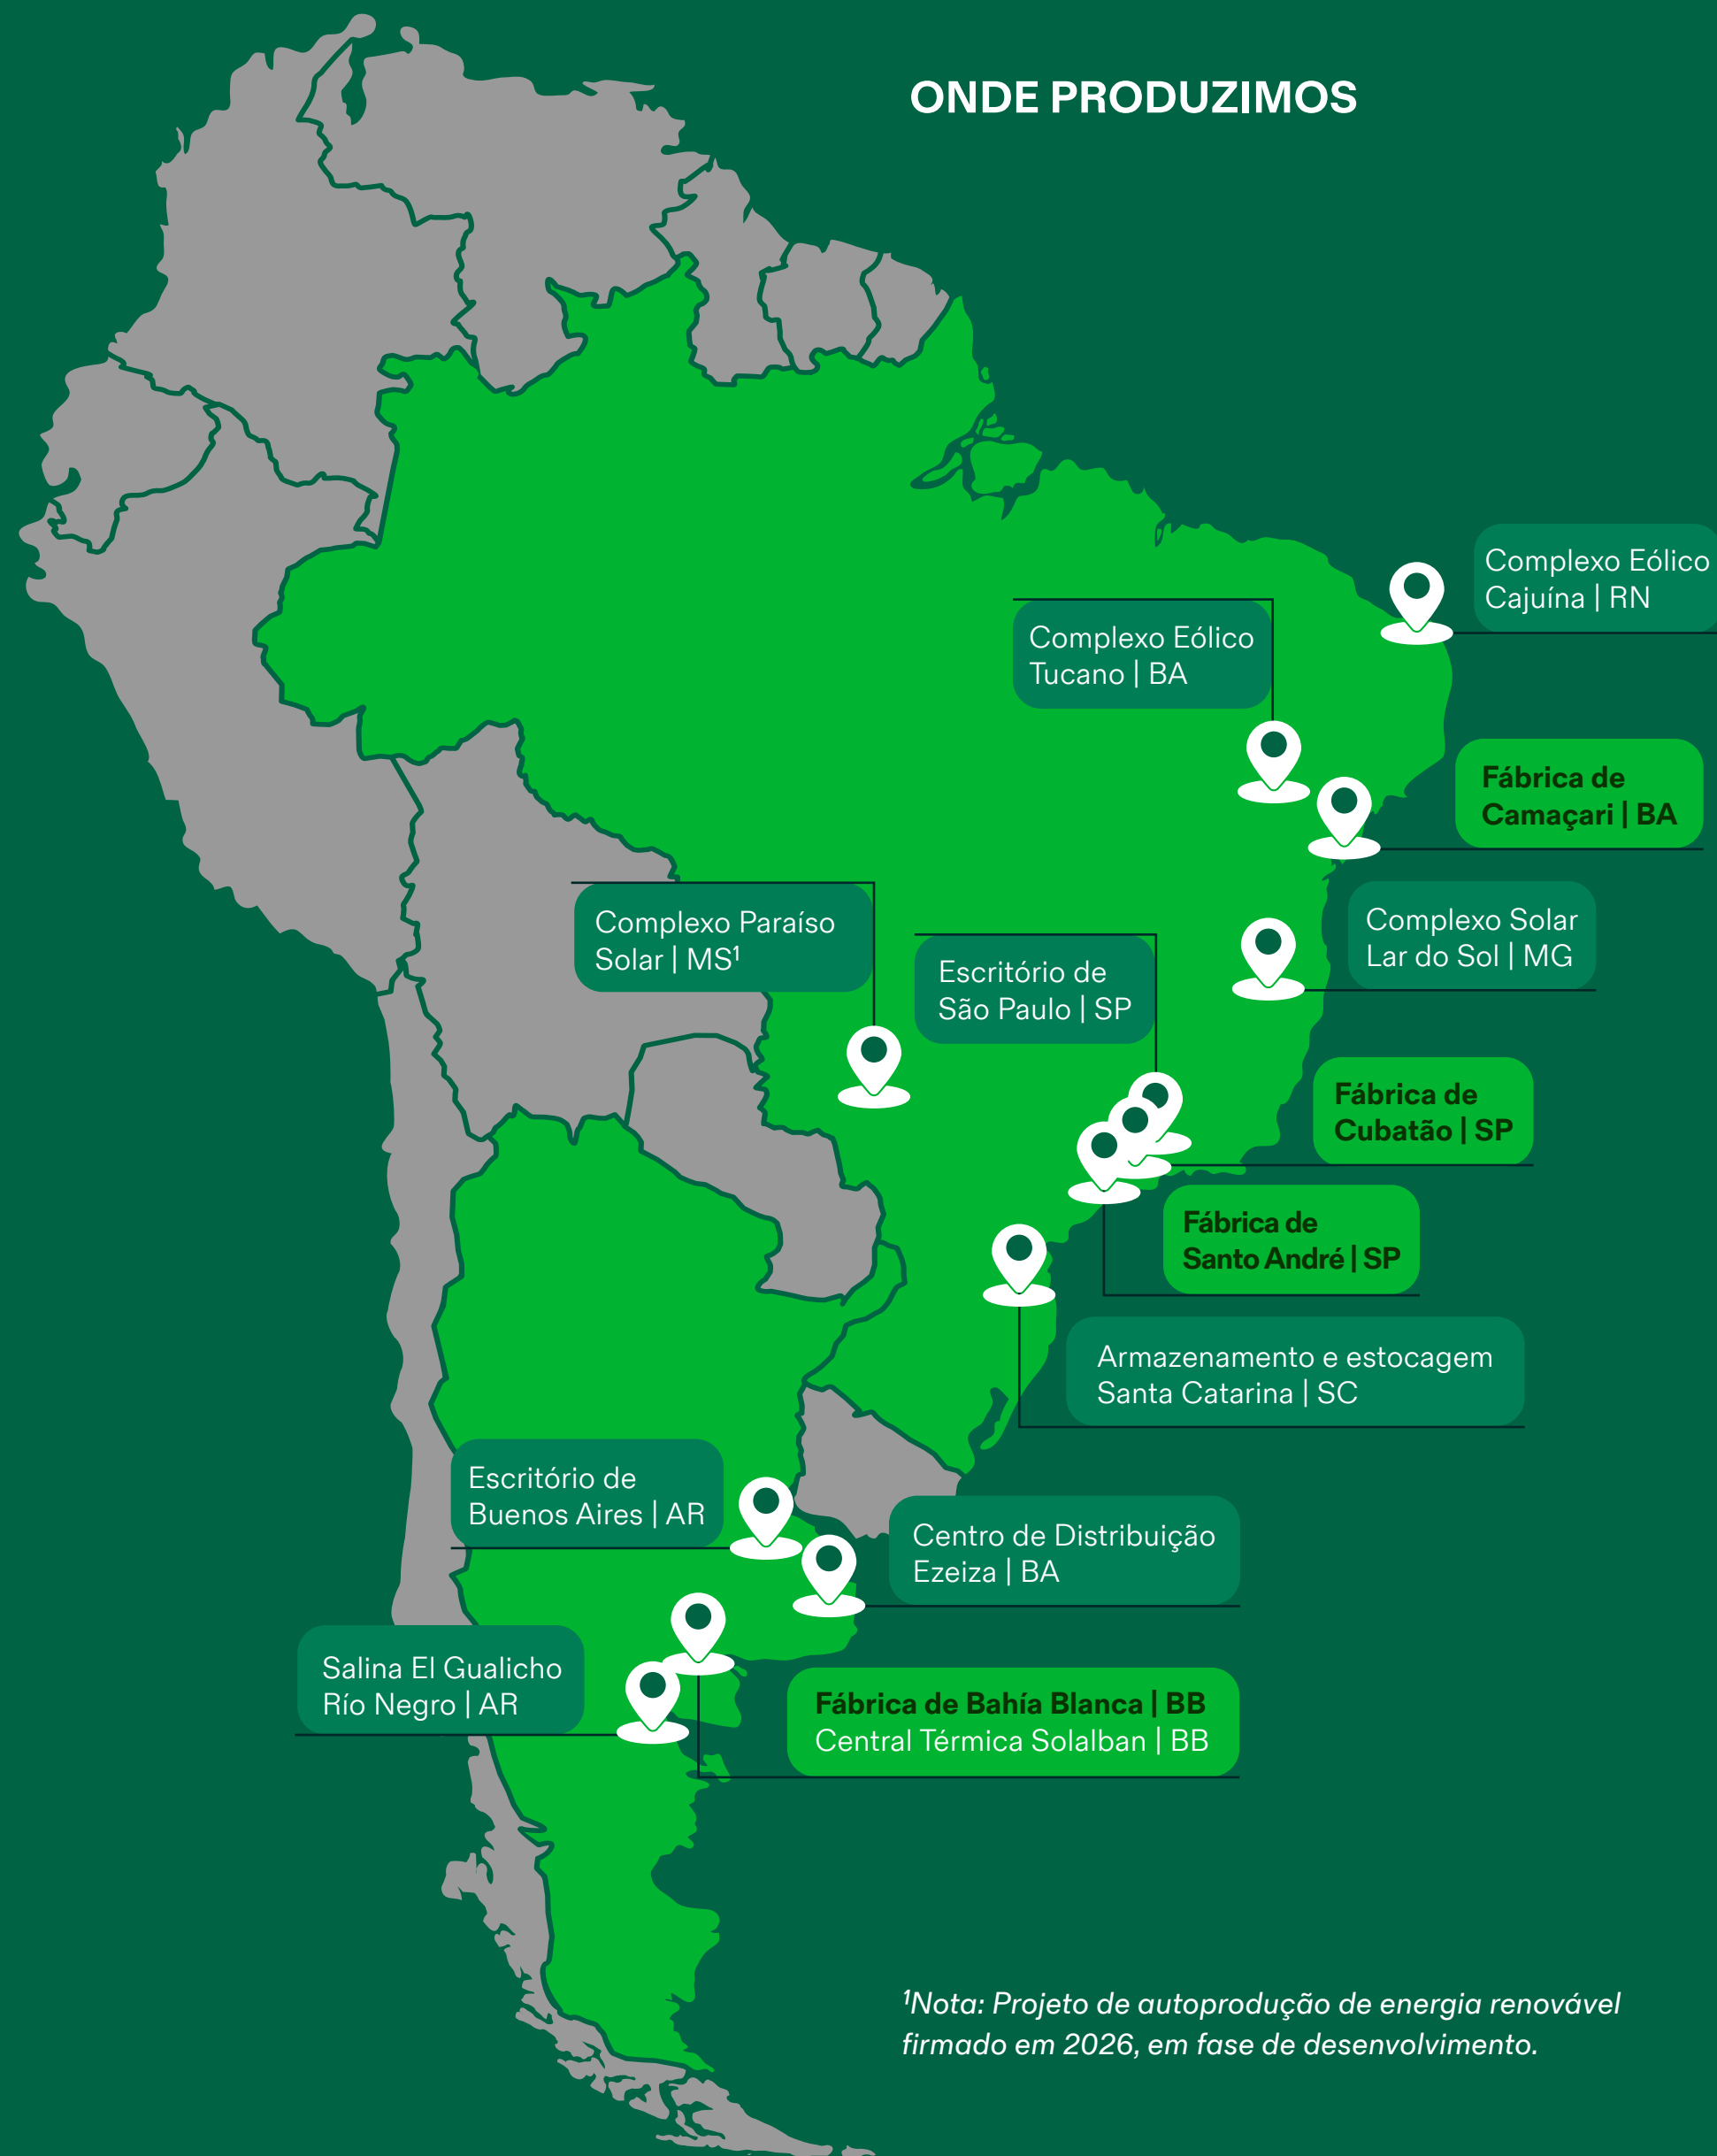 ONDE PRODUZIMOS
Complexo Eólico
Cajuína | RN
Complexo Eólico
Tucano | BA
Fábrica de
Camaçari | BA
Complexo Paraíso
Solar | MS¹
Escritório de
São Paulo | SP
Complexo Solar
Lar do Sol | MG
Fábrica de
Cubatão | SP
Fábrica de
Santo André | SP
Armazenamento e estocagem
Santa Catarina | SC
Escritório de
Buenos Aires | AR
Centro de Distribuição
Ezeiza | BA
Salina El Gualicho
Río Negro | AR
Fábrica de Bahía Blanca | BB
Central Térmica Solalban | BB
¹Nota: Projeto de autoprodução de energia renovável
firmado em 2026, em fase de desenvolvimento.